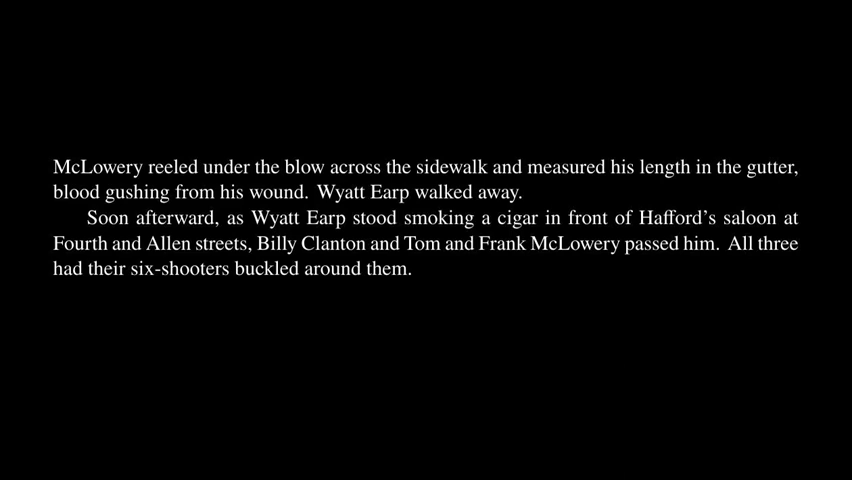 McLowery reeled under the blow across the sidewalk and measured his length in the gutter,
blood gushing from his wound. Wyatt Earp walked away.
Soon afterward, as Wyatt Earp stood smoking a cigar in front of Hafford's saloon at
Fourth and Allen streets, Billy Clanton and Tom and Frank McLowery passed him. All three
had their six-shooters buckled around them.